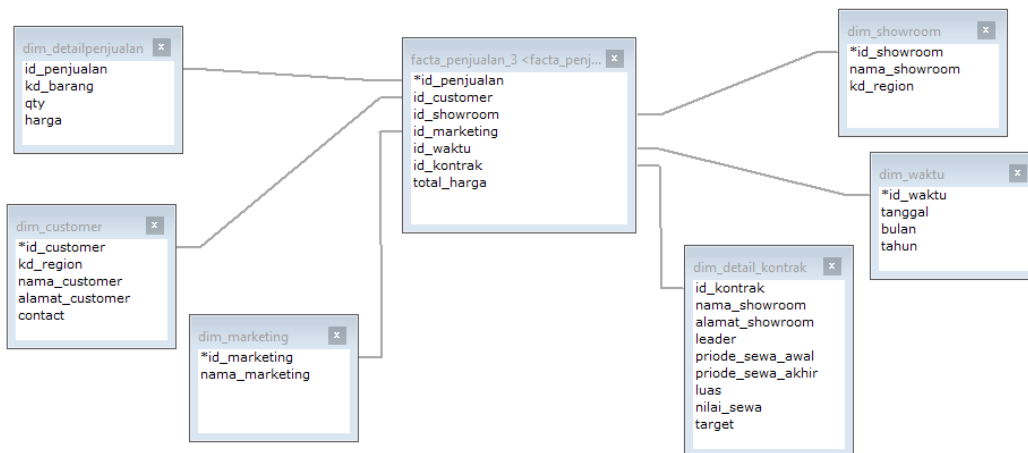 dim_detailpenjualan
id_penjualan
kd_barang
qty
harga
facta_penjualan_3 <facta_penj...
*id_penjualan
id_customer
id_showroom
id_marketing
id_waktu
id_kontrak
total_harga
dim_showroom
*id_showroom
nama_showroom
kd_region
dim_waktu
*id_waktu
tanggal
bulan
tahun
dim_customer
*id_customer
kd_region
nama_customer
alamat_customer
contact
dim_marketing
*id_marketing
nama_marketing
dim_detail_kontrak
id_kontrak
nama_showroom
alamat_showroom
leader
priode_sewa_awal
priode_sewa_akhir
luas
nilai_sewa
target